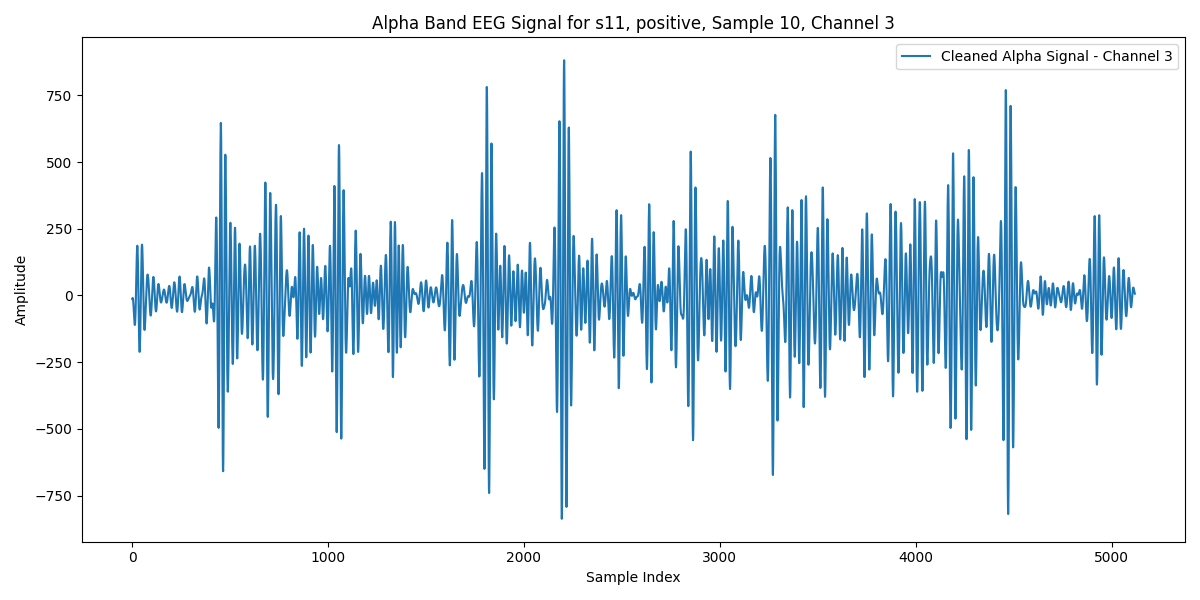 Alpha Band EEG Signal for s11, positive, Sample 10, Channel 3
Cleaned Alpha Signal - Channel 3
Amplitude
750
500
250
0
−250
−500
−750
0 1000 2000 3000 4000 5000
Sample Index